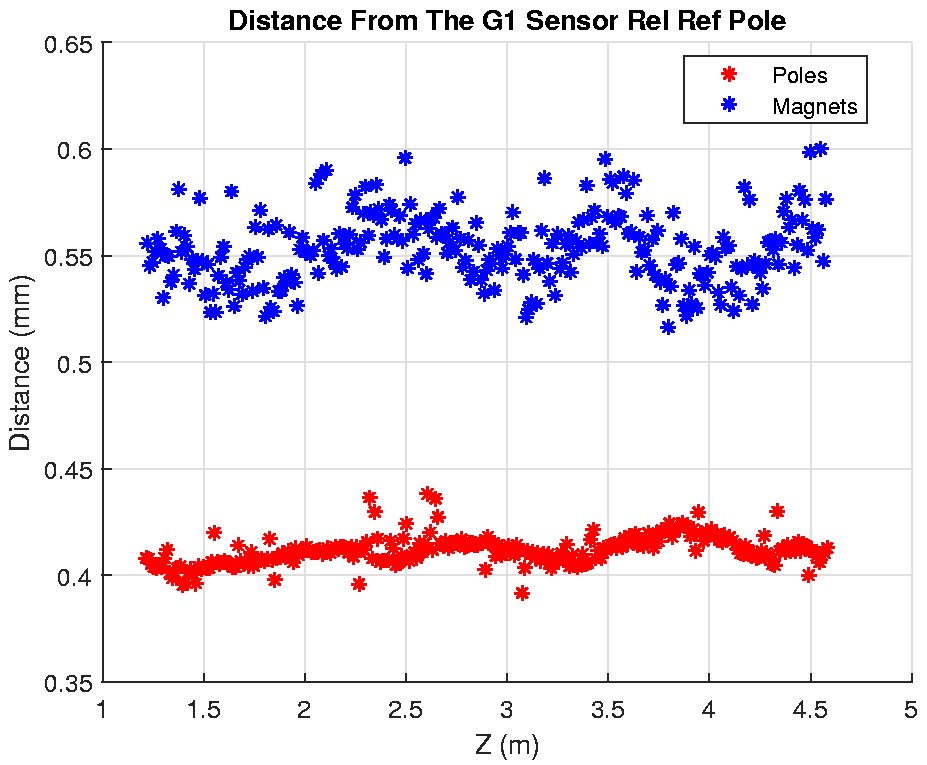 Distance From The G1 Sensor Rel Ref Pole
0.65
0.6
0.55
0.5
0.45
0.4
0.35
Distance (mm)
Poles
Magnets
1 1.5 2 2.5 3 3.5 4 4.5 5
Z (m)